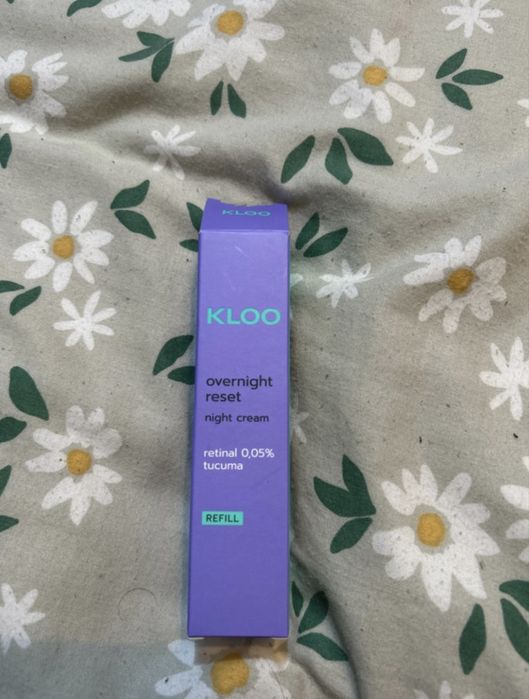 KLOO
KLOO
overnight
reset
night cream
retinal 0,05%
tucuma
REFILL